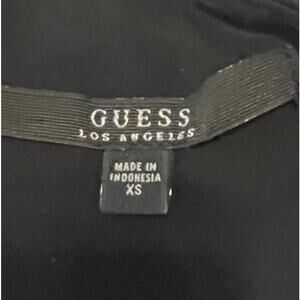 GUESS
LOS ANGELES
MADE IN
INDONESIA
XS